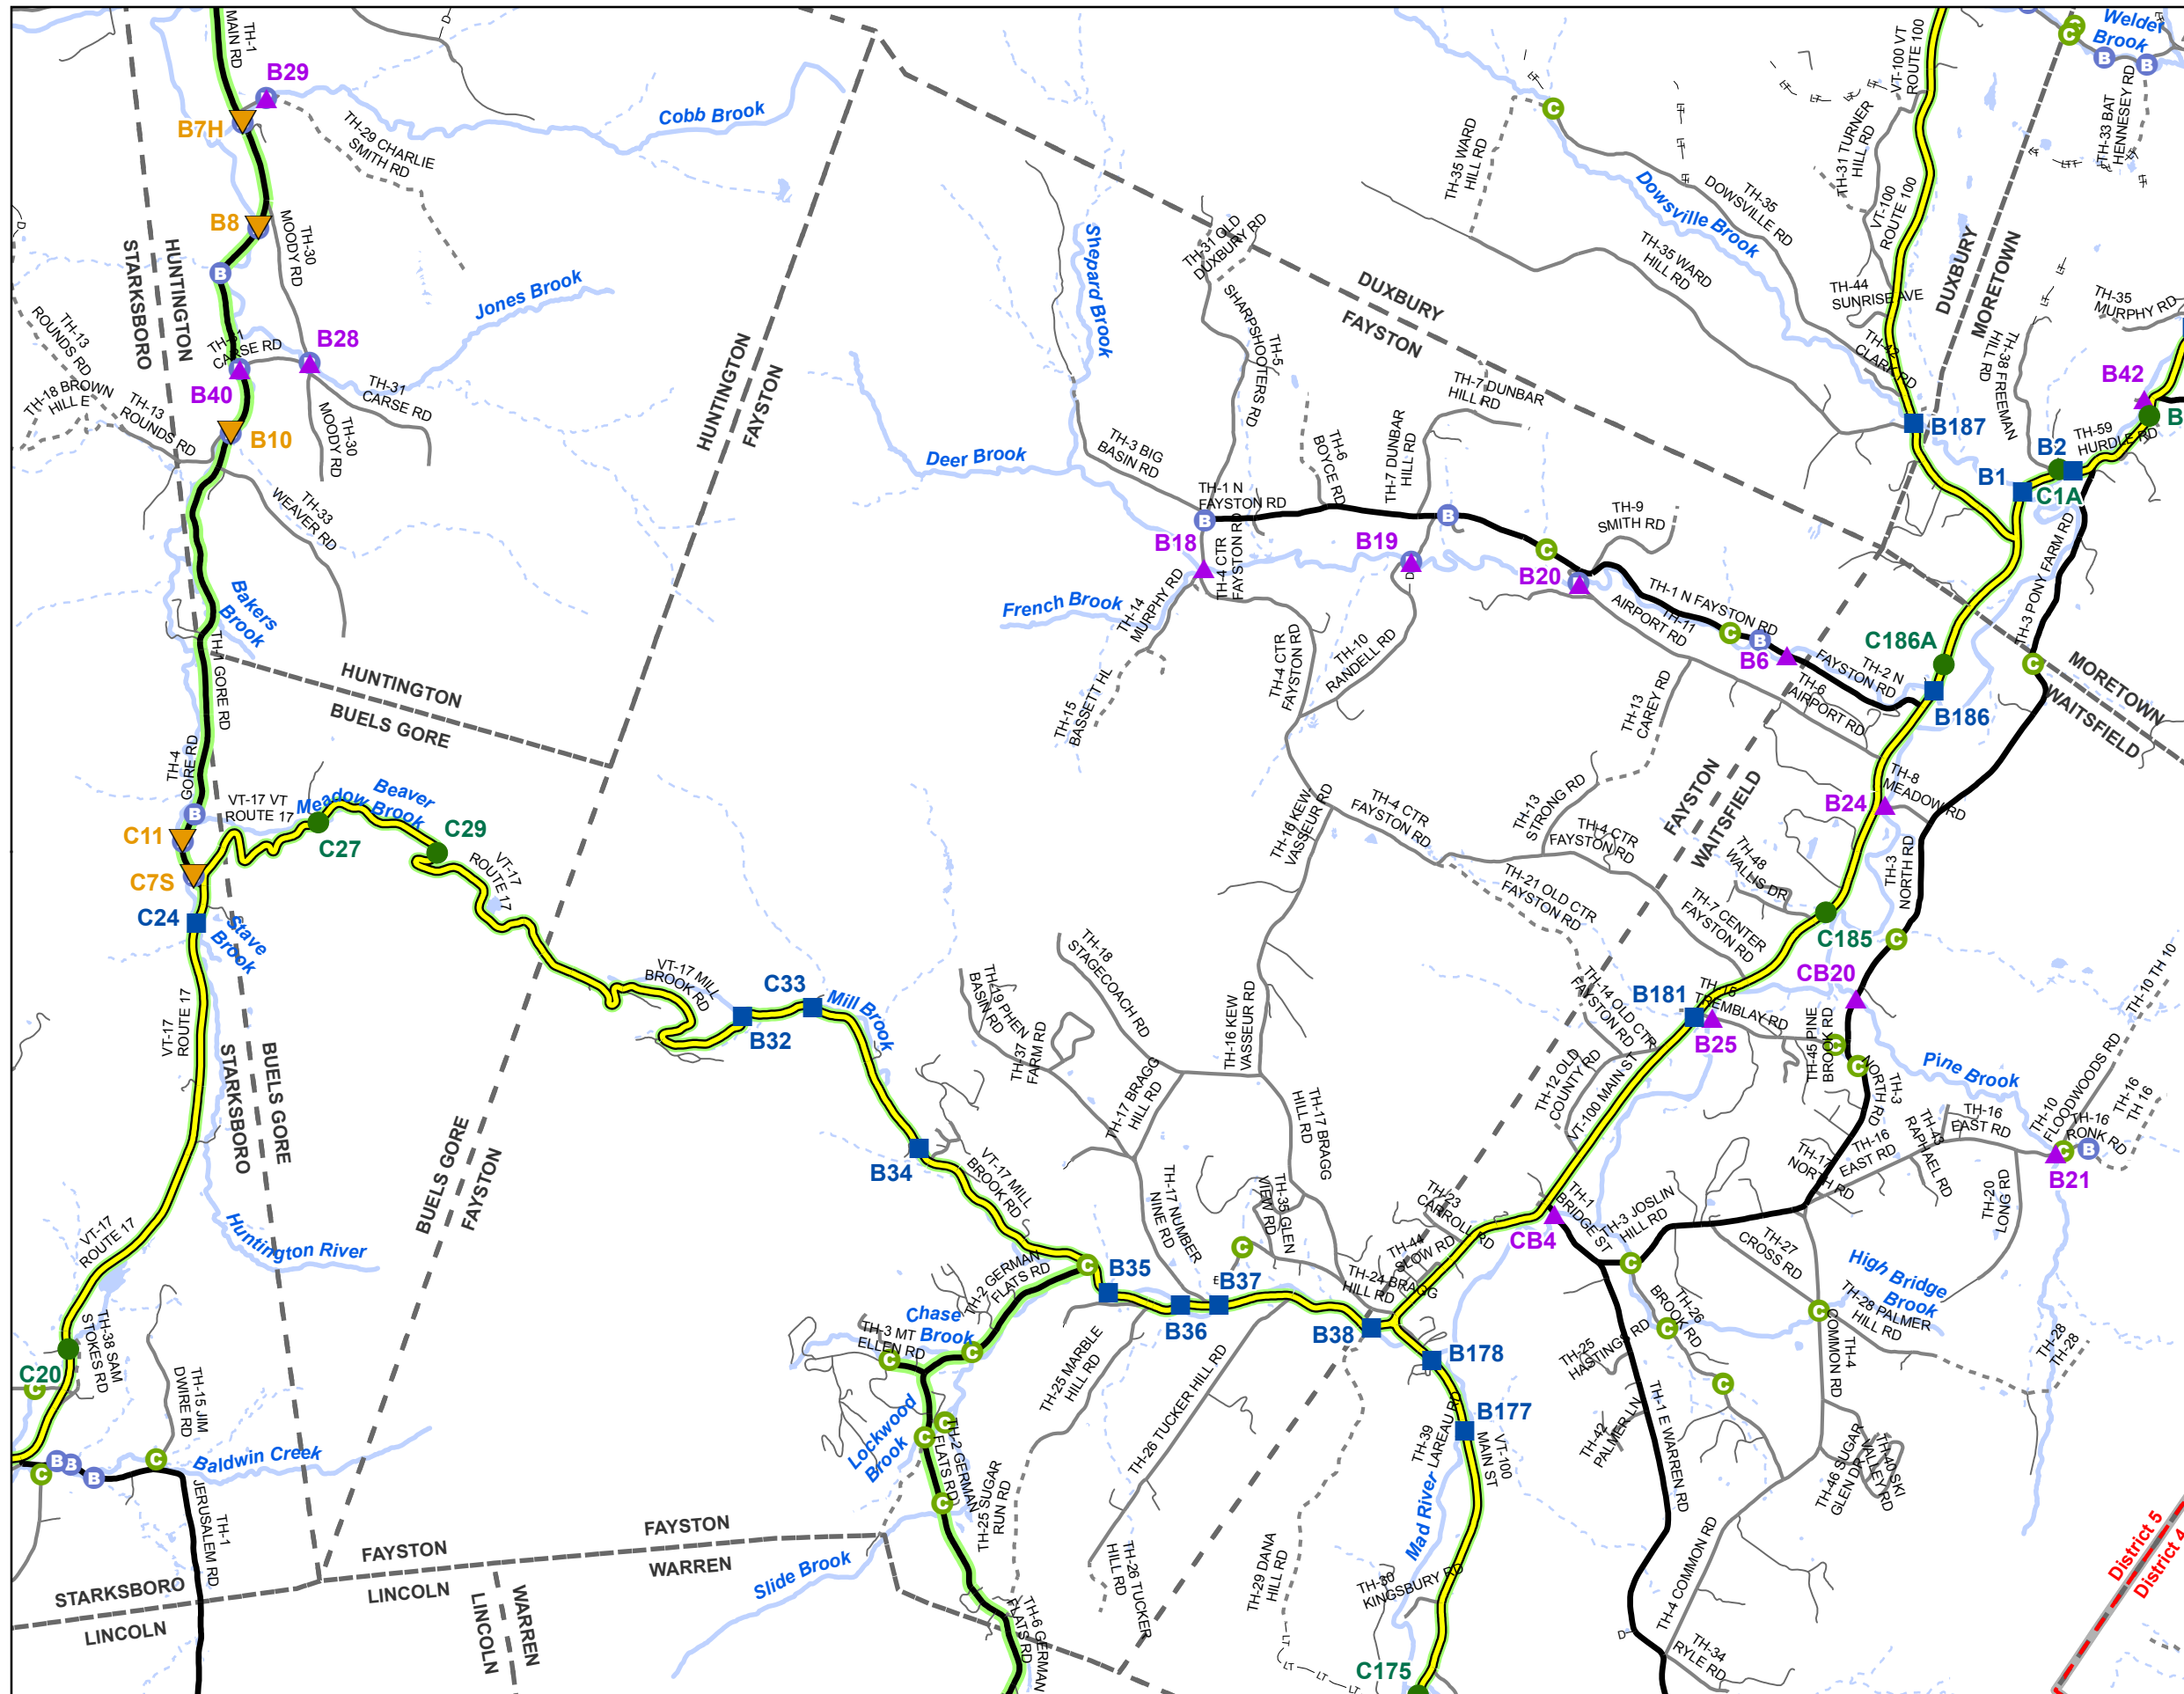 TH-1
MAIN RD
B29
B7H
TH-29 CHARLIE
SMITH RD
Cobb Brook
B8
TH-30
MOODY RD
HUNTINGTON
STARKSBORO
Jones Brook
TH-13
ROUNDS RD
CARSE RD
B28
B40
TH-31
CARSE RD
TH-18 BROWN
HILL E
TH-13
ROUNDS RD
B10
TH-30
MOODY RD
TH-33
WEAVER RD
Bakers
Brook
TH-1 GORE RD
HUNTINGTON
BUELS GORE
HUNTINGTON
FAYSTON
TH-4
GORE RD
VT-17 VT
ROUTE 17
Beaver
Meadow Brook
C11
C27
C29
C7S
C24
Stave
Brook
VT-17
ROUTE 17
VT-17
ROUTE 17
STARKSBORO
BUELS GORE
VT-17 MILL
BROOK RD
C33
B32
Mill Brook
B34
VT-17 MILL
BROOK RD
BUELS GORE
FAYSTON
Huntington River
VT-17
ROUTE 17
C20
TH-38 SAM
STOKES RD
TH-15 JIM
DWIRE RD
Baldwin Creek
TH-1
JERUSALEM RD
STARKSBORO
LINCOLN
FAYSTON
LINCOLN
FAYSTON
WARREN
LINCOLN
WARREN
Slide Brook
Shepard Brook
Deer Brook
TH-3 BIG
BASIN RD
TH-31 OLD
DUXBURY RD
TH-5
SHARPSHOOTERS RD
DUXBURY
FAYSTON
TH-1 N
FAYSTON RD
TH-6
BOYCE RD
TH-7 DUNBAR
HILL RD
TH-7 DUNBAR
HILL RD
B18
B19
B20
TH-9
SMITH RD
TH-4 CTR
FAYSTON RD
French Brook
TH-14
MURPHY RD
TH-15
BASSETT HL
TH-4 CTR
FAYSTON RD
TH-10
RANDELL RD
TH-1 N FAYSTON RD
TH-11
AIRPORT RD
B6
TH-2 N
FAYSTON RD
TH-6
AIRPORT RD
TH-13
CAREY RD
TH-35 WARD
HILL RD
Dowsville Brook
TH-35
DOWSVILLE RD
TH-35 WARD
HILL RD
TH-31 TURNER
HILL RD
VT-100 VT
ROUTE 100
VT-100
ROUTE 100
TH-44
SUNRISE AVE
TH-42
CLARK RD
DUXBURY
MORETOWN
Welder
Brook
TH-33 BAT
HENNESEY RD
TH-35
MURPHY RD
TH-38 FREEMAN
HILL RD
B42
B
B187
B2
TH-59
HURDLE RD
B1
C1A
TH-3 PONY FARM RD
C186A
B186
MORETOWN
WAITSFIELD
TH-8
MEADOW RD
B24
FAYSTON
WAITSFIELD
TH-16 KEW-
VASSEUR RD
TH-4 CTR
FAYSTON RD
TH-13
STRONG RD
TH-4 CTR
FAYSTON RD
TH-48
WALLIS DR
TH-3
NORTH RD
TH-21 OLD CTR
FAYSTON RD
TH-7 CENTER
FAYSTON RD
C185
CB20
TH-14 OLD CTR
FAYSTON RD
B181
TH-18
TREMBLAY RD
B25
TH-45 PINE
BROOK RD
TH-3
NORTH RD
Pine Brook
TH-10 TH 10
TH-10
FLOODWOODS RD
TH-16
TH 16
TH-16
RONK RD
B21
TH-16
EAST RD
TH-43
RAPHAEL RD
TH-16
EAST RD
TH-17
NORTH RD
TH-20
LONG RD
TH-12 OLD
COUNTY RD
VT-100 MAIN ST
TH-18
STAGECOACH RD
TH-19 PHEN
BASIN RD
TH-37
FARM RD
TH-16 KEW
VASSEUR RD
TH-17 BRAGG
HILL RD
TH-17 BRAGG
HILL RD
TH-17 NUMBER
NINE RD
TH-35 GLEN
VIEW RD
TH-23
CARROLL RD
TH-44
SLOW RD
TH-24 BRAGG
HILL RD
CB4
TH-1
BRIDGE ST
TH-3 JOSLIN
HILL RD
TH-27
CROSS RD
High Bridge
Brook
TH-28 PALMER
HILL RD
TH-28
TH-28
TH-26
BROOK RD
TH-4
COMMON RD
TH-25
HASTINGS RD
TH-42
PALMER LN
TH-1 E WARREN RD
TH-46 SUGAR
GLEN DR
TH-40 SKI
VALLEY RD
TH-4 COMMON RD
TH-34
RYLE RD
TH-2 GERMAN
FLATS RD
B35
B36
B37
B38
B178
B177
VT-100
MAIN ST
TH-39
LAREAU RD
Mad River
TH-30
KINGSBURY RD
C175
Chase
Brook
TH-3 MT
ELLEN RD
Lockwood
Brook
TH-2 GERMAN
FLATS RD
TH-25 MARBLE
HILL RD
TH-26 TUCKER HILL RD
TH-25 SUGAR
RUN RD
TH-26 TUCKER
HILL RD
TH-29 DANA
HILL RD
TH-6 GERMAN
FLATS RD
District 5
District 4